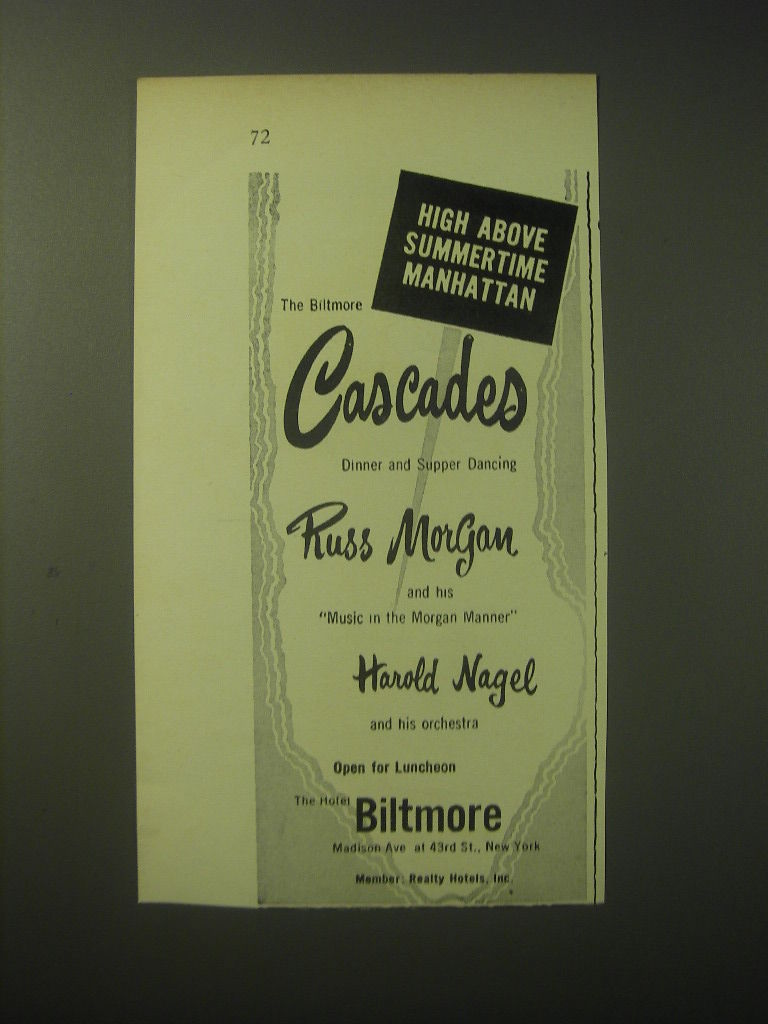 72
HIGH ABOVE
SUMMERTIME
MANHATTAN
The Biltmore
Cascades
Dinner and Supper Dancing
Russ Morgan
and his
"Music in the Morgan Manner"
Harold Nagel
and his orchestra
Open for Luncheon
The Hotel Biltmore
Madison Ave at 43rd St., New York
Member: Realty Hotels, Inc.